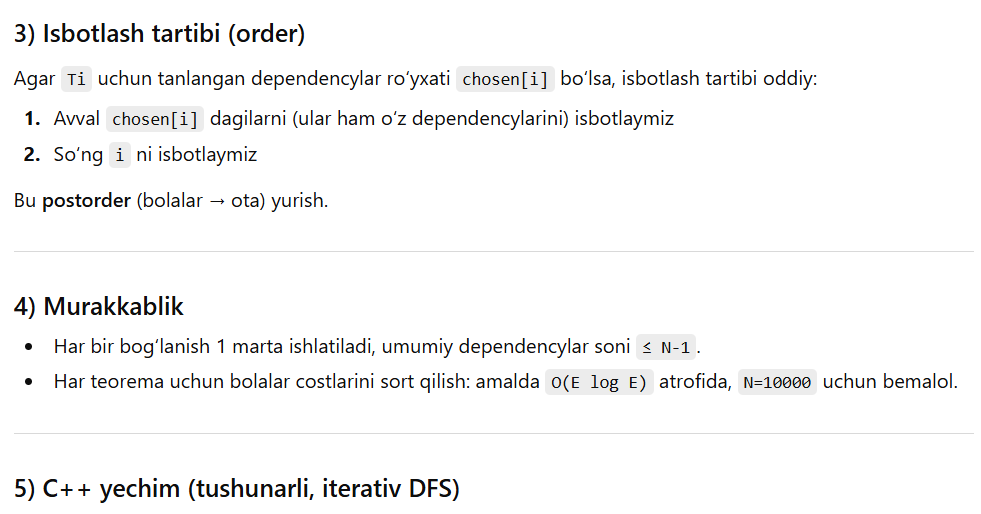 3) Isbotlash tartibi (order)
Agar Ti uchun tanlangan dependencylar ro‘yxati chosen[i] bo‘lsa, isbotlash tartibi oddiy:
1. Avval chosen[i] dagilarni (ular ham o‘z dependencylarini) isbotlaymiz
2. So‘ng i ni isbotlaymiz
Bu postorder (bolalar → ota) yurish.
4) Murakkablik
• Har bir bog‘lanish 1 marta ishlatiladi, umumiy dependencylar soni ≤ N-1.
• Har teorema uchun bolalar costlarini sort qilish: amalda O(E log E) atrofida, N=10000 uchun bemalol.
5) C++ yechim (tushunarli, iterativ DFS)